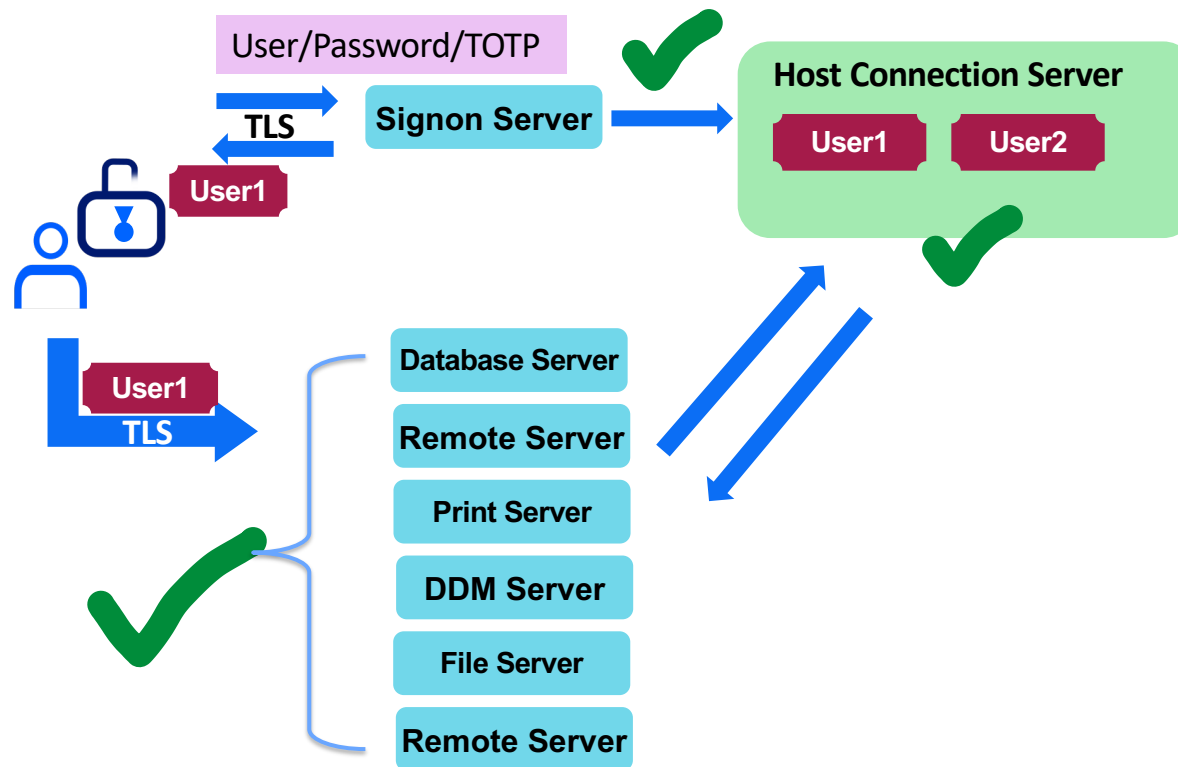 User/Password/TOTP
TLS
Signon Server
User1
Host Connection Server
User1
User2
User1
TLS
Database Server
Remote Server
Print Server
DDM Server
File Server
Remote Server